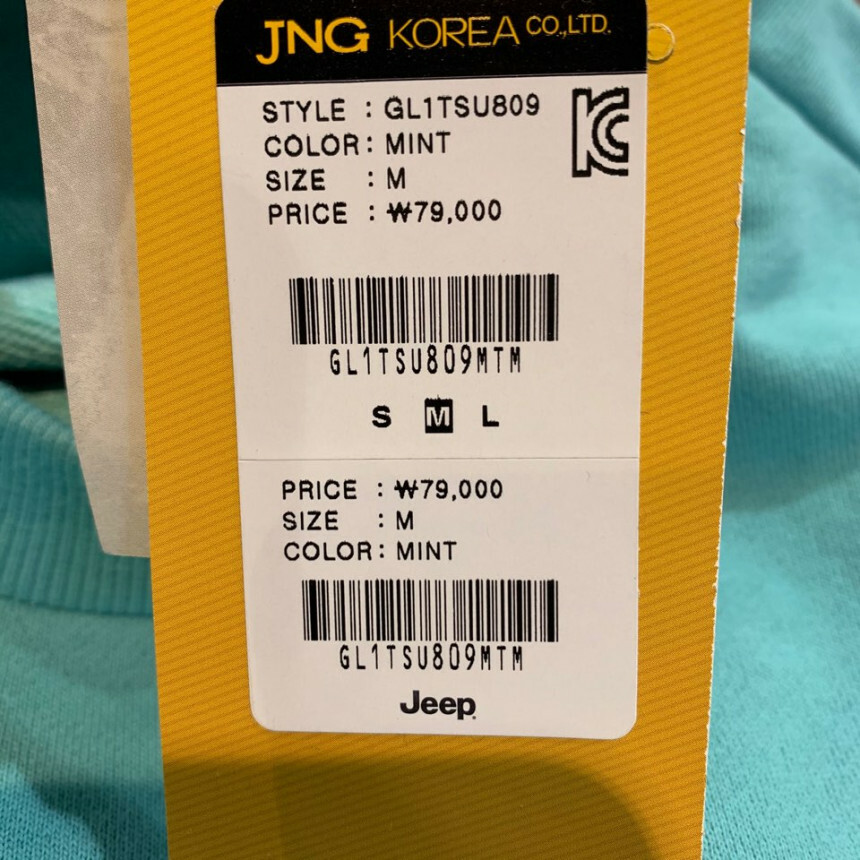 JNG KOREA CO.,LTD.
STYLE : GL1TSU809
COLOR : MINT
SIZE : M
PRICE : ₩79,000
GL1TSU809MTM
S M L
PRICE : ₩79,000
SIZE : M
COLOR : MINT
GL1TSU809MTM
Jeep